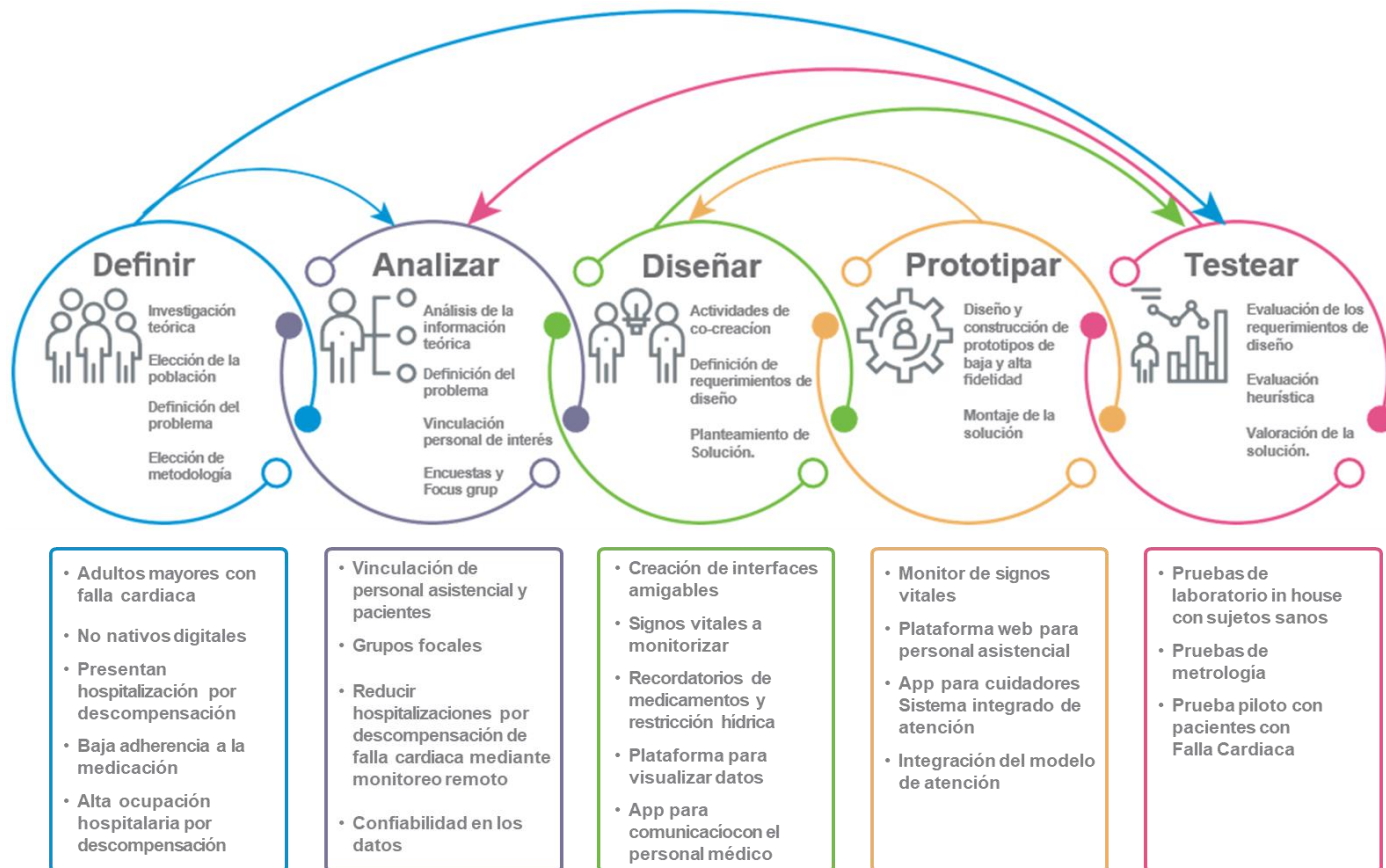 Definir
Investigación
teórica
Elección de la
población
Definición del
problema
Elección de
metodología
Analizar
Análisis de la
información
teórica
Definición del
problema
Vinculación
personal de interés
Encuestas y
Focus grup
Diseñar
Actividades de
co-creacíon
Definición de
requerimientos de
diseño
Planteamiento de
Solución.
Prototipar
Diseño y
construcción de
prototipos de
baja y alta
fidelidad
Montaje de la
solución
Testear
Evaluación de los
requerimientos de
diseño
Evaluación
heurística
Valoración de la
solución.
• Adultos mayores con
falla cardiaca
• No nativos digitales
• Presentan
hospitalización por
descompensación
• Baja adherencia a la
medicación
• Alta ocupación
hospitalaria por
descompensación
• Vinculación de
personal asistencial y
pacientes
• Grupos focales
• Reducir
hospitalizaciones por
descompensación de
falla cardiaca mediante
monitoreo remoto
• Confiabilidad en los
datos
• Creación de interfaces
amigables
• Signos vitales a
monitorizar
• Recordatorios de
medicamentos y
restricción hídrica
• Plataforma para
visualizar datos
• App para
comunicacíocon el
personal médico
• Monitor de signos
vitales
• Plataforma web para
personal asistencial
• App para cuidadores
Sistema integrado de
atención
• Integración del modelo
de atención
• Pruebas de
laboratorio in house
con sujetos sanos
• Pruebas de
metrología
• Prueba piloto con
pacientes con
Falla Cardiaca